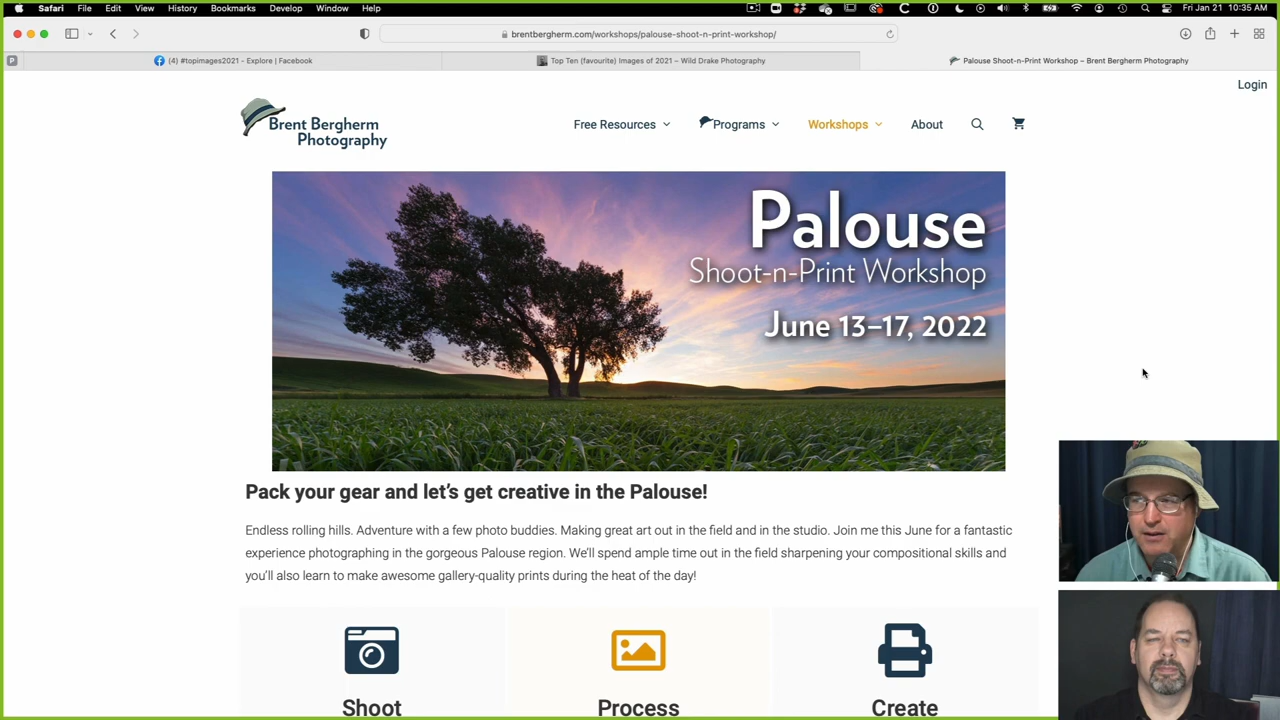 Safari File Edit View History Bookmarks Develop Window Help Fri Jan 21 10:35 AM
brentbergherm.com/workshops/palouse-shoot-n-print-workshop/
P (4) #topimages2021 - Explore | Facebook Top Ten (favourite) Images of 2021 – Wild Drake Photography Palouse Shoot-n-Print Workshop – Brent Bergherm Photography
Login
Brent Bergherm
Photography
Free Resources Programs Workshops About
Palouse
Shoot-n-Print Workshop
June 13–17, 2022
Pack your gear and let's get creative in the Palouse!
Endless rolling hills. Adventure with a few photo buddies. Making great art out in the field and in the studio. Join me this June for a fantastic
experience photographing in the gorgeous Palouse region. We'll spend ample time out in the field sharpening your compositional skills and
you'll also learn to make awesome gallery-quality prints during the heat of the day!
Shoot Process Create